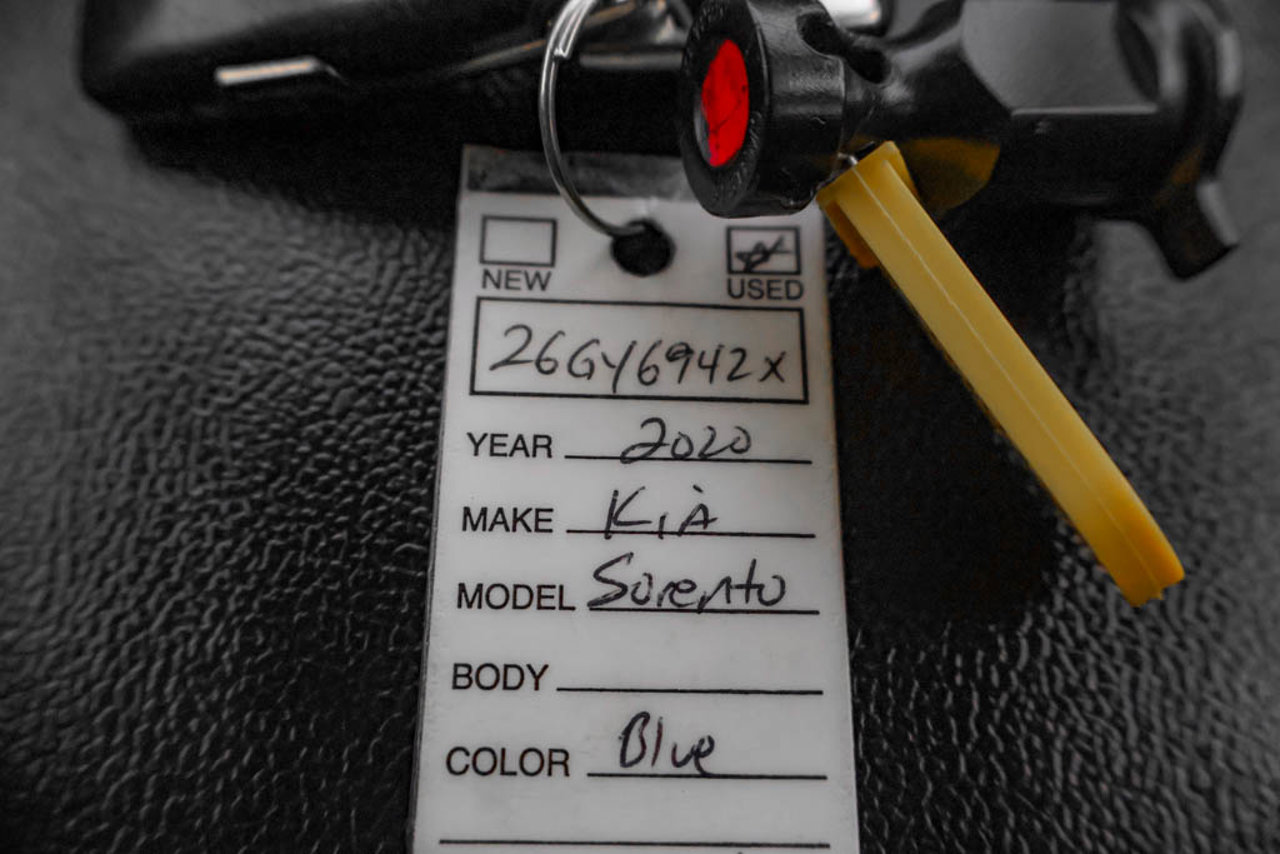 NEW USED
26GY6942X
YEAR 2020
MAKE Kia
MODEL Sorento
BODY
COLOR Blue